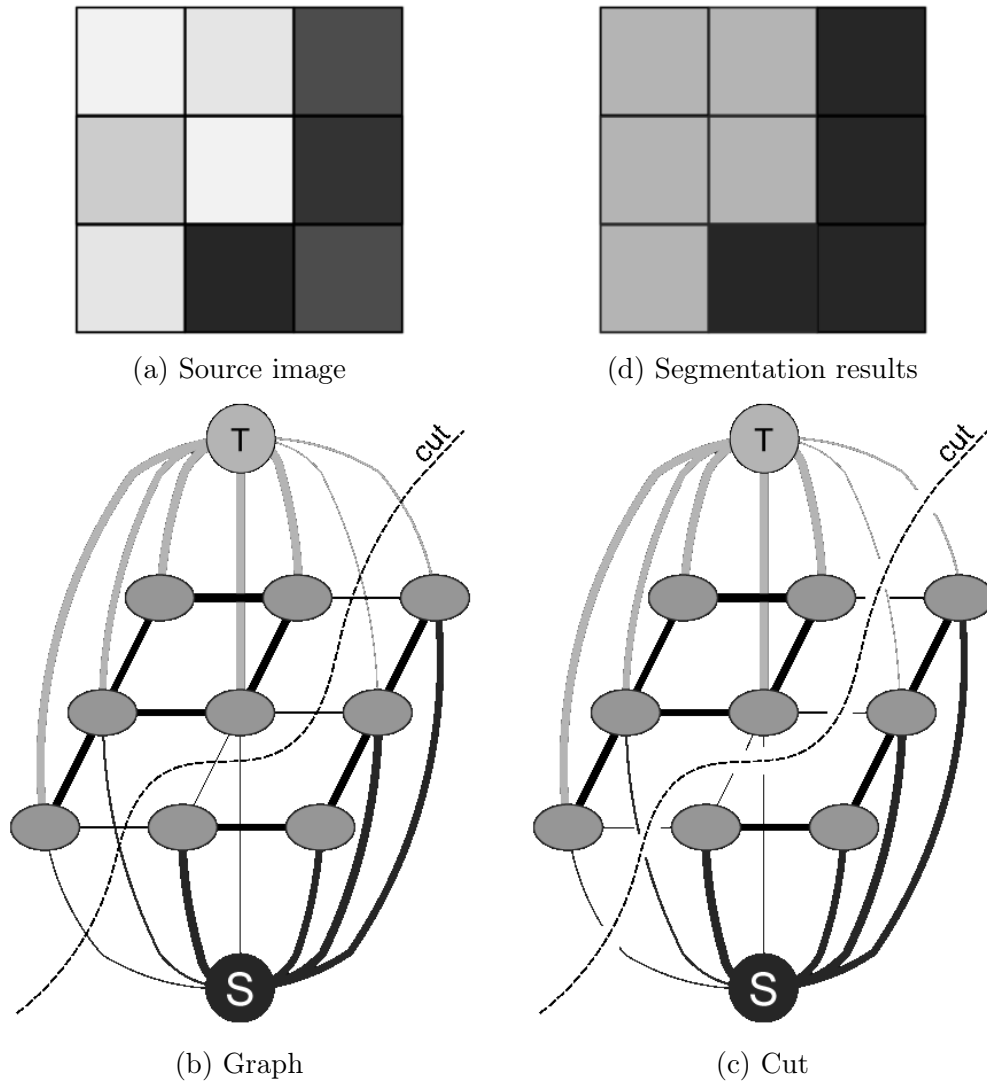 (a) Source image
(d) Segmentation results
T
cut
S
(b) Graph
T
cut
S
(c) Cut